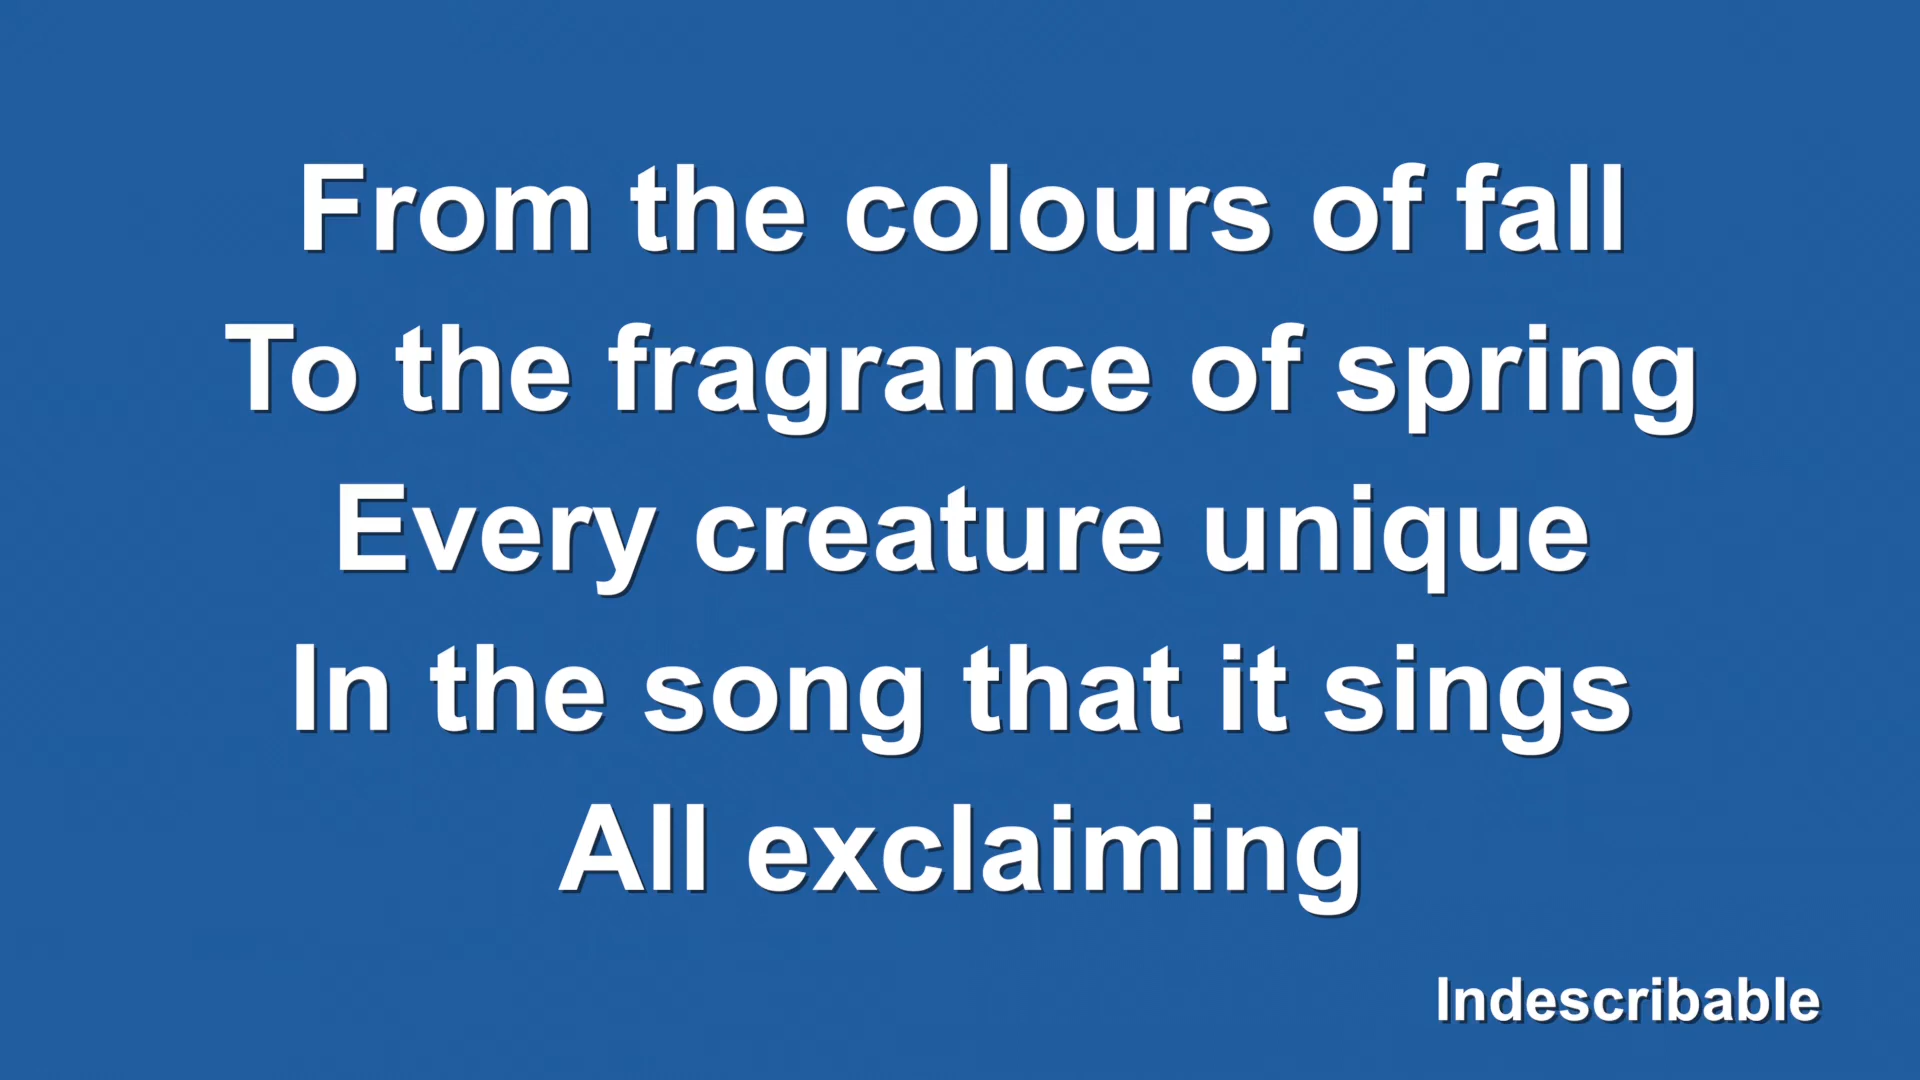 From the colours of fall
To the fragrance of spring
Every creature unique
In the song that it sings
All exclaiming
Indescribable